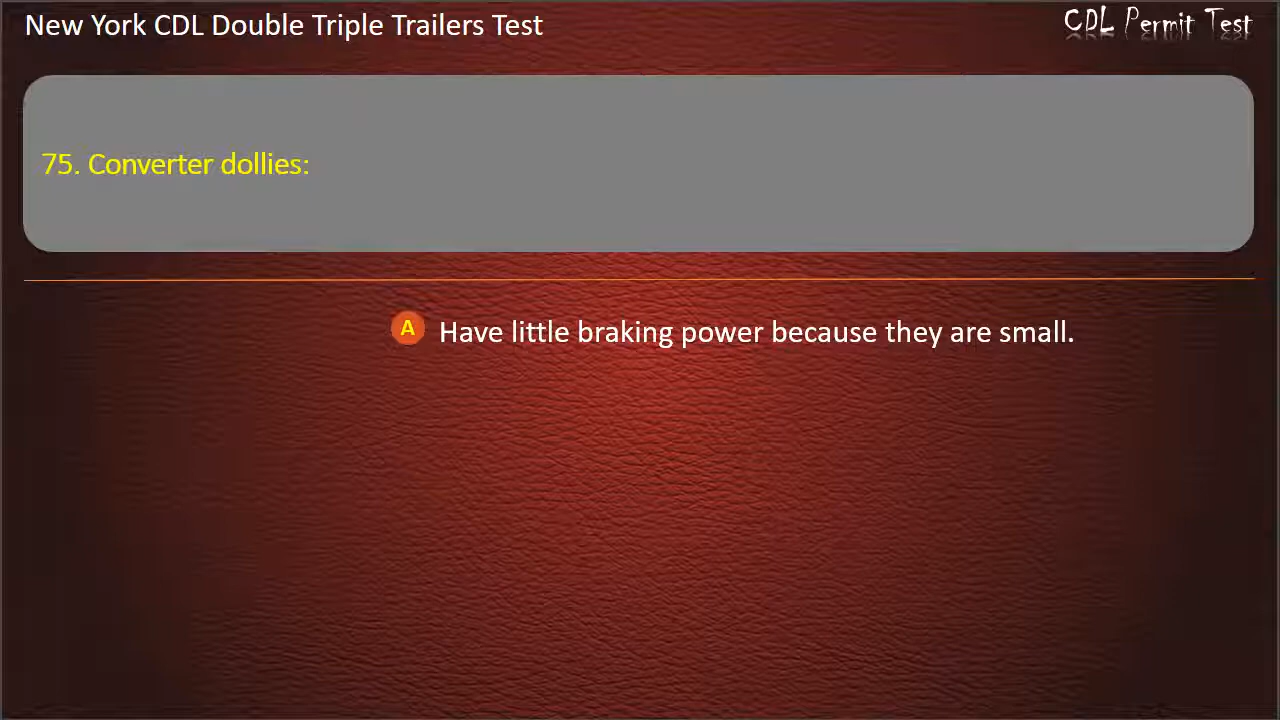 New York CDL Double Triple Trailers Test
CDL Permit Test
75. Converter dollies:
A Have little braking power because they are small.